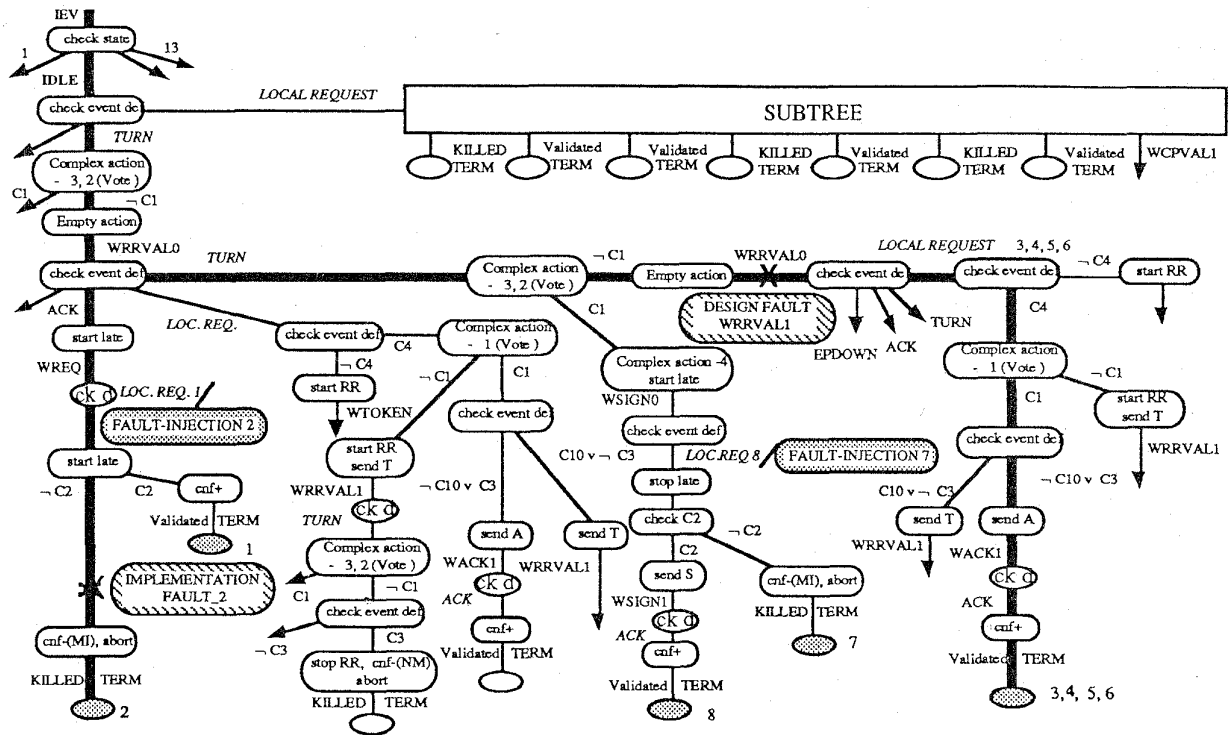 IEV
check state
1
13
IDLE
check event de
LOCAL REQUEST
SUBTREE
TURN
KILLED
TERM
Validated
TERM
Validated
TERM
KILLED
TERM
Validated
TERM
KILLED
TERM
Validated
TERM
WCPVAL1
Complex action
- 3, 2 (Vote)
C1
¬ C1
Empty action
WRRVAL0
check event def
TURN
Complex action
- 3, 2 (Vote)
¬ C1
Empty action
WRRVAL0
check event de
LOCAL REQUEST
3, 4, 5, 6
check event de
¬ C4
start RR
ACK
LOC. REQ.
C1
DESIGN FAULT
WRRVAL1
EPDOWN
ACK
TURN
C4
start late
check event def
C4
Complex action
- 1 (Vote)
WREQ
start RR
¬ C1
C1
Complex action -4
start late
Complex action
- 1 (Vote)
¬ C1
ck d
LOC. REQ. 1
WTOKEN
check event de
WSIGN0
C1
start RR
send T
FAULT-INJECTION 2
check event def
check event de
WRRVAL1
start late
start RR
send T
C10 v ¬ C3
LOC.REQ 8
FAULT-INJECTION 7
¬ C2
C2
cnf+
WRRVAL1
¬ C10 v C3
stop late
C10 v ¬ C3
¬ C10 v C3
Validated
TERM
ck d
TURN
send A
send T
check C2
¬ C2
send T
send A
1
Complex action
- 3, 2 (Vote)
WACK1
WRRVAL1
C2
WRRVAL1
WACK1
IMPLEMENTATION
FAULT_2
C1
¬ C1
ck d
send S
cnf-(MI), abort
ck d
check event def
ACK
WSIGN1
KILLED
TERM
ACK
¬ C3
C3
cnf+
ck d
ACK
7
cnf+
cnf-(MI), abort
stop RR, cnf-(NM)
abort
Validated
TERM
cnf+
Validated
TERM
KILLED
TERM
KILLED
TERM
Validated
TERM
2
8
3, 4, 5, 6